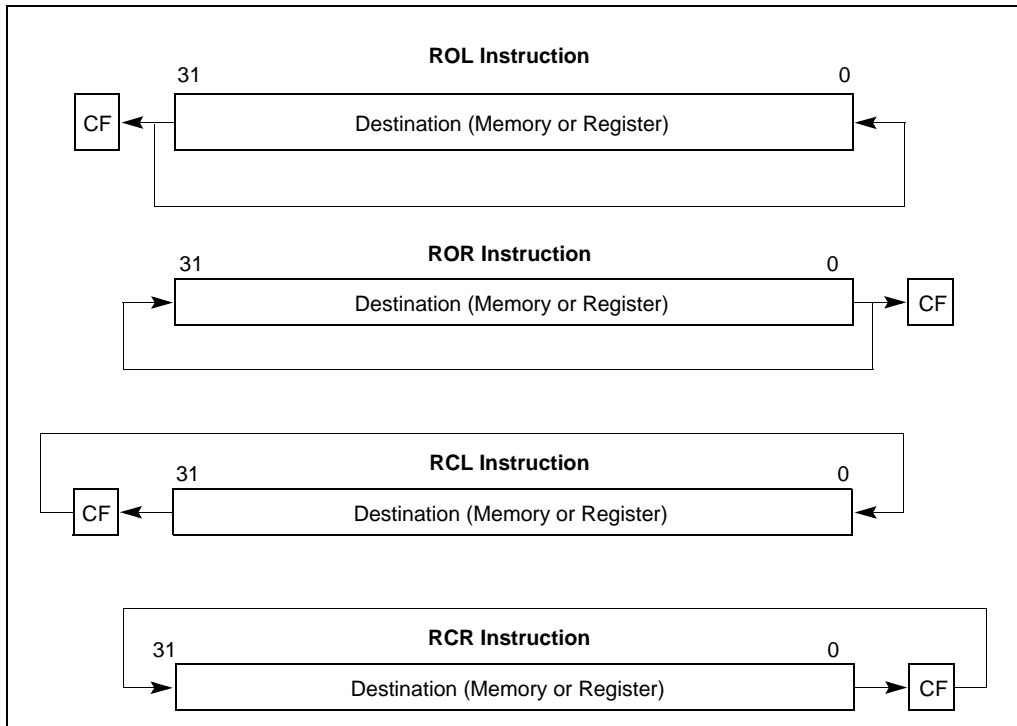 ROL Instruction
31 0
CF Destination (Memory or Register)
ROR Instruction
31 0
Destination (Memory or Register) CF
RCL Instruction
31 0
CF Destination (Memory or Register)
RCR Instruction
31 0
Destination (Memory or Register) CF